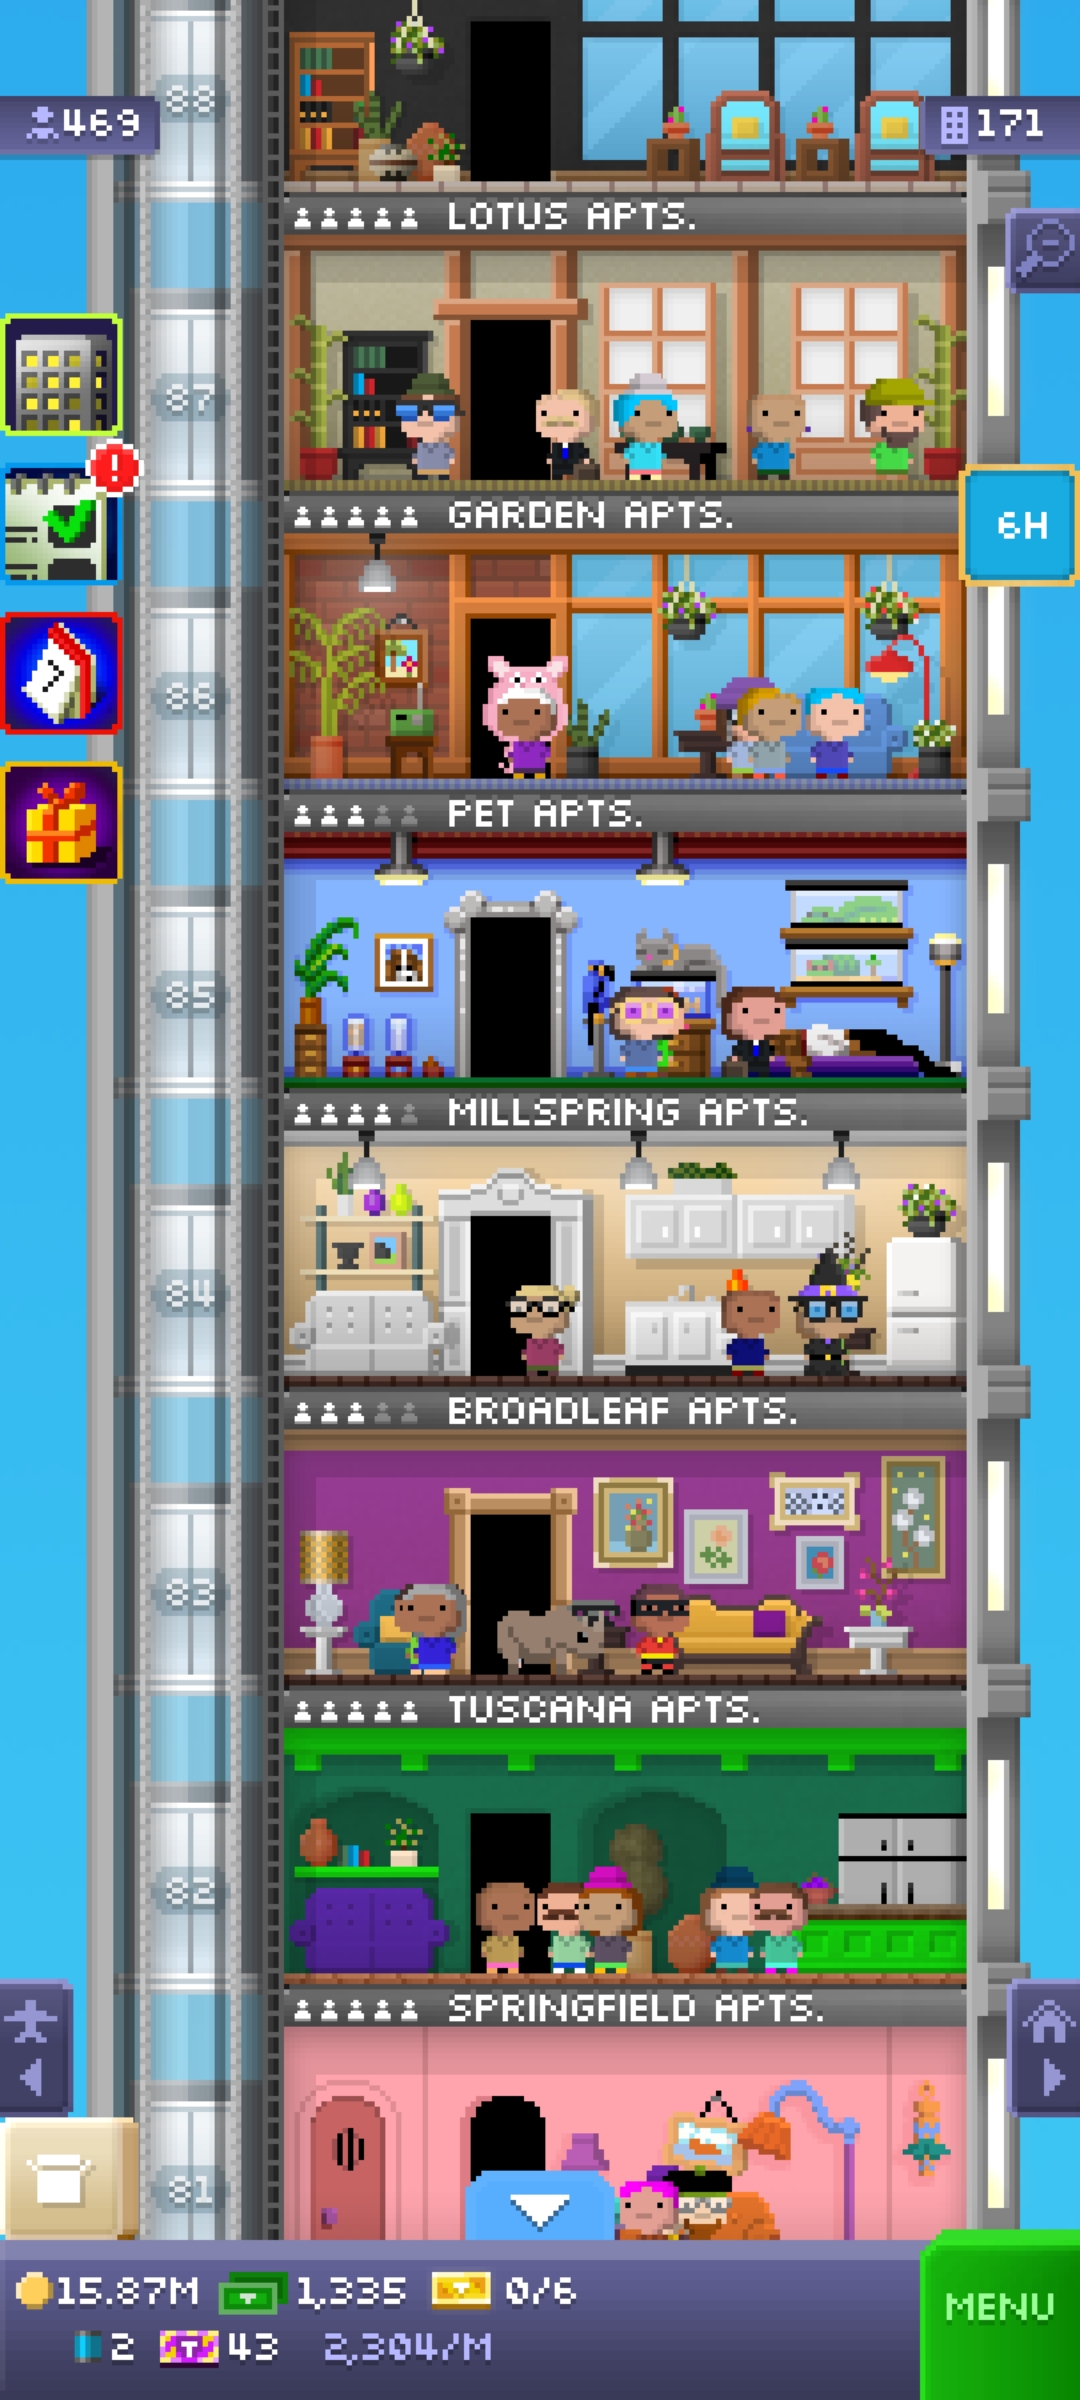 88
469
171
LOTUS APTS.
87
GARDEN APTS.
6H
86
PET APTS.
85
MILLSPRING APTS.
84
BROADLEAF APTS.
83
TUSCANA APTS.
82
SPRINGFIELD APTS.
81
15.87M 1,335 0/6
2 43 2,304/M
MENU